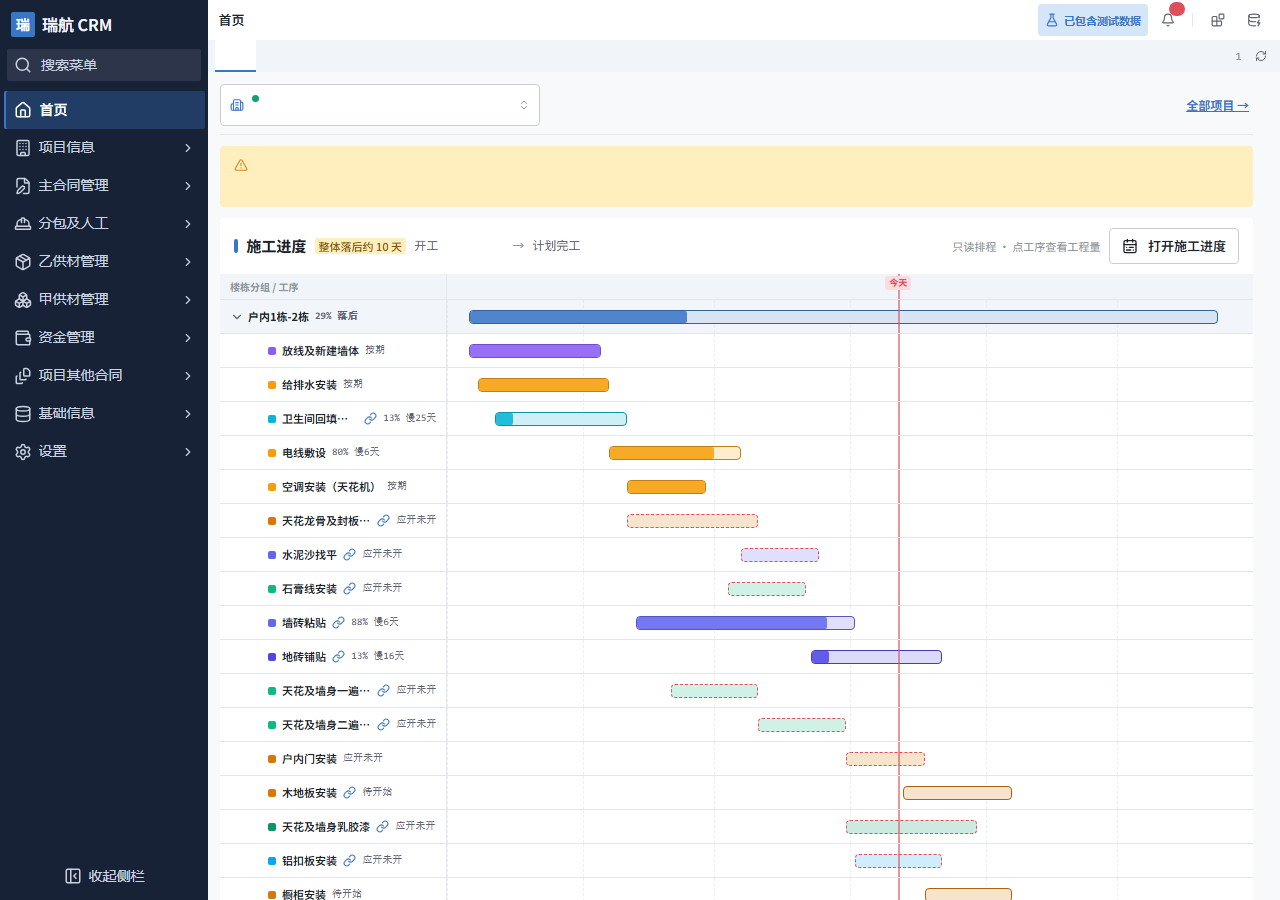 瑞 瑞航 CRM
搜索菜单
首页
项目信息
主合同管理
分包及人工
乙供材管理
甲供材管理
资金管理
项目其他合同
基础信息
设置
收起侧栏
首页
已包含测试数据
1
全部项目 →
施工进度 整体落后约 10 天 开工 → 计划完工
只读排程 · 点工序查看工程量 打开施工进度
楼栋分组 / 工序
今天
户内1栋-2栋 29% 落后
放线及新建墙体 按期
给排水安装 按期
卫生间回填… 13% 慢25天
电线敷设 80% 慢6天
空调安装（天花机） 按期
天花龙骨及封板… 应开未开
水泥沙找平 应开未开
石膏线安装 应开未开
墙砖粘贴 88% 慢6天
地砖铺贴 13% 慢16天
天花及墙身一遍… 应开未开
天花及墙身二遍… 应开未开
户内门安装 应开未开
木地板安装 待开始
天花及墙身乳胶漆 应开未开
铝扣板安装 应开未开
橱柜安装 待开始